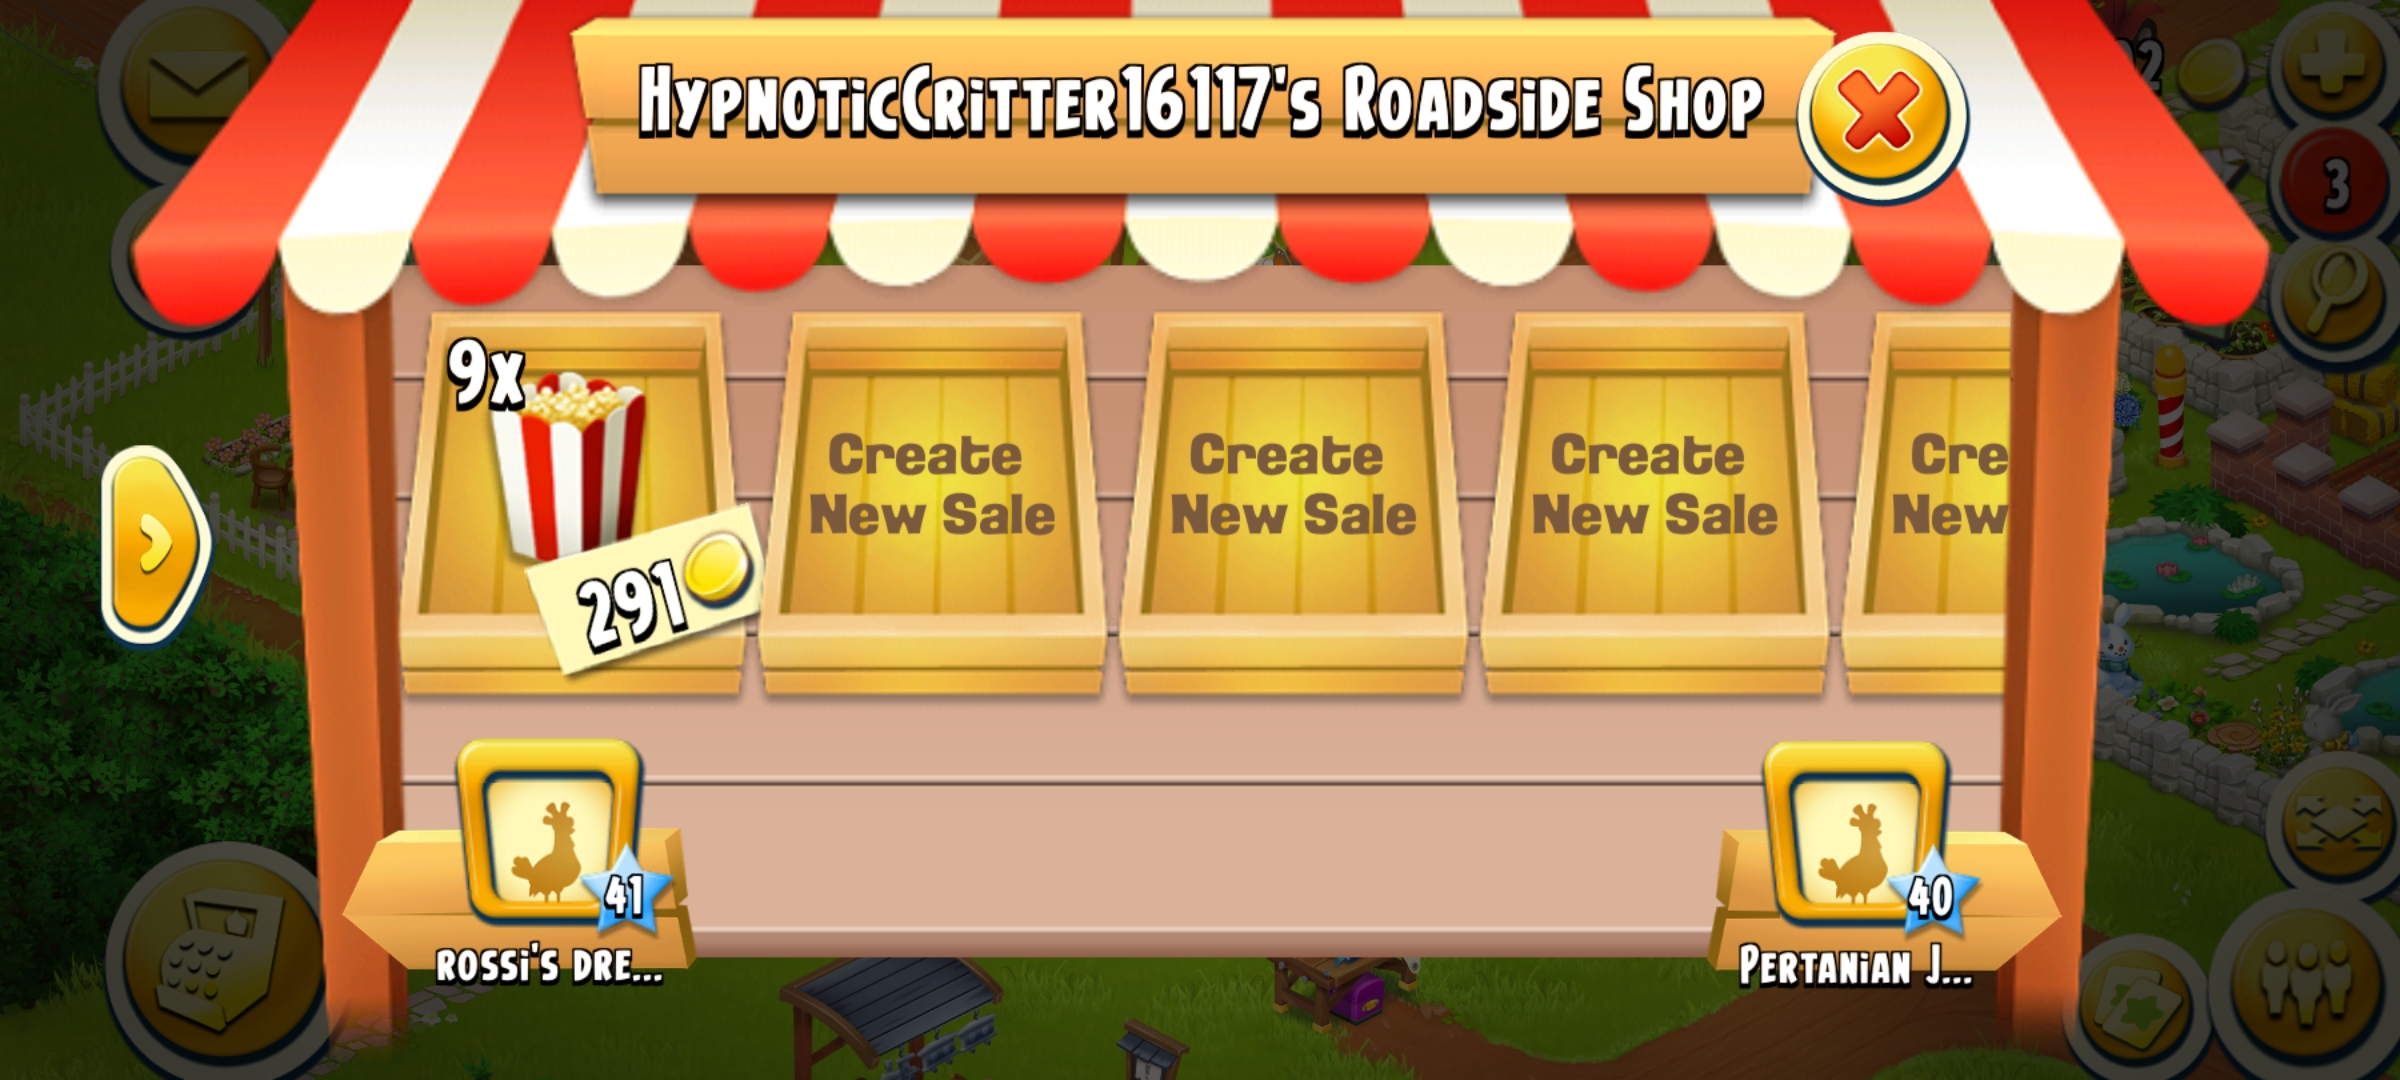 HypnoticCritter16117's Roadside Shop
3
9x
291
Create
New Sale
Create
New Sale
Create
New Sale
Cre
New
41
ROSSi'S DRE...
40
PERTANiAN J...